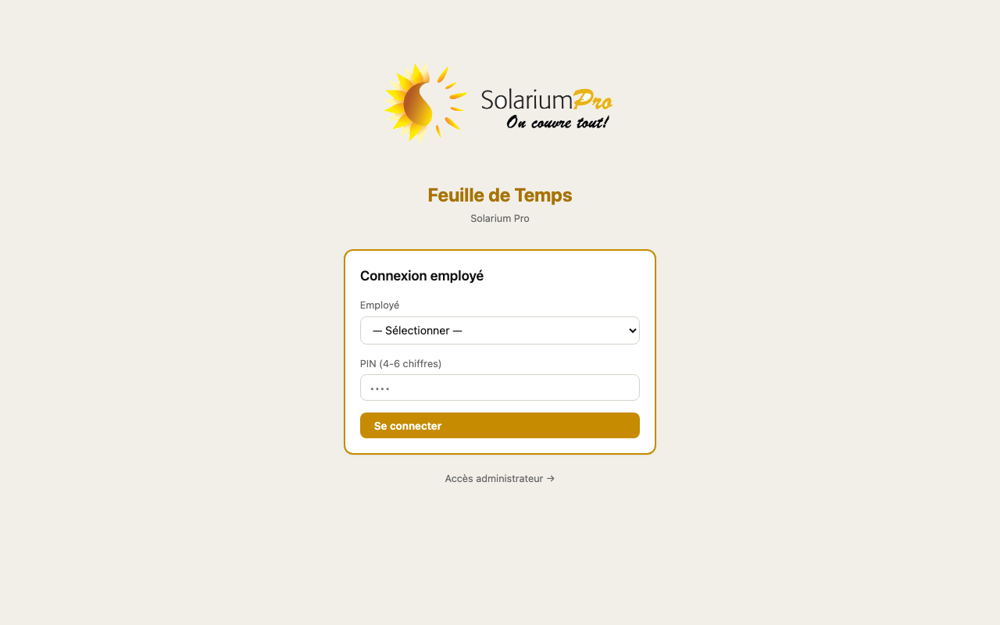 SolariumPro
On couvre tout!
Feuille de Temps
Solarium Pro
Connexion employé
Employé
— Sélectionner —
PIN (4-6 chiffres)
••••
Se connecter
Accès administrateur →